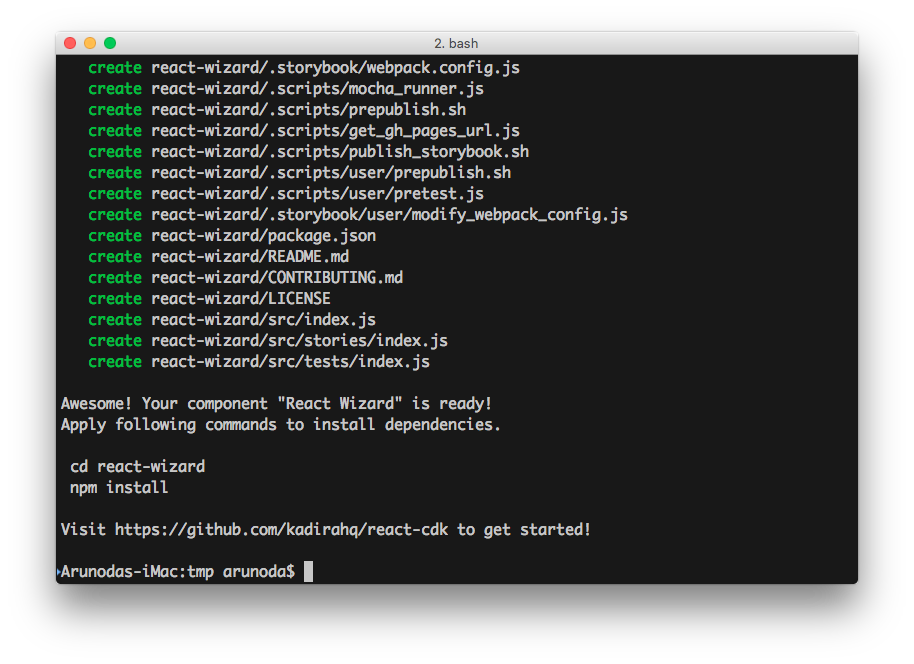 2. bash
create react-wizard/.storybook/webpack.config.js
create react-wizard/.scripts/mocha_runner.js
create react-wizard/.scripts/prepublish.sh
create react-wizard/.scripts/get_gh_pages_url.js
create react-wizard/.scripts/publish_storybook.sh
create react-wizard/.scripts/user/prepublish.sh
create react-wizard/.scripts/user/pretest.js
create react-wizard/.storybook/user/modify_webpack_config.js
create react-wizard/package.json
create react-wizard/README.md
create react-wizard/CONTRIBUTING.md
create react-wizard/LICENSE
create react-wizard/src/index.js
create react-wizard/src/stories/index.js
create react-wizard/src/tests/index.js
Awesome! Your component "React Wizard" is ready!
Apply following commands to install dependencies.
cd react-wizard
npm install
Visit https://github.com/kadirahq/react-cdk to get started!
Arunodas-iMac:tmp arunoda$